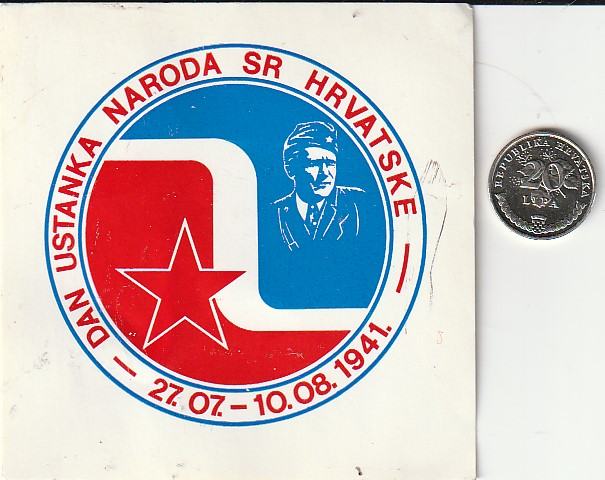 DAN USTANKA NARODA SR HRVATSKE
27.07.-10.08.1941.
REPUBLIKA HRVATSKA
20
LIPA